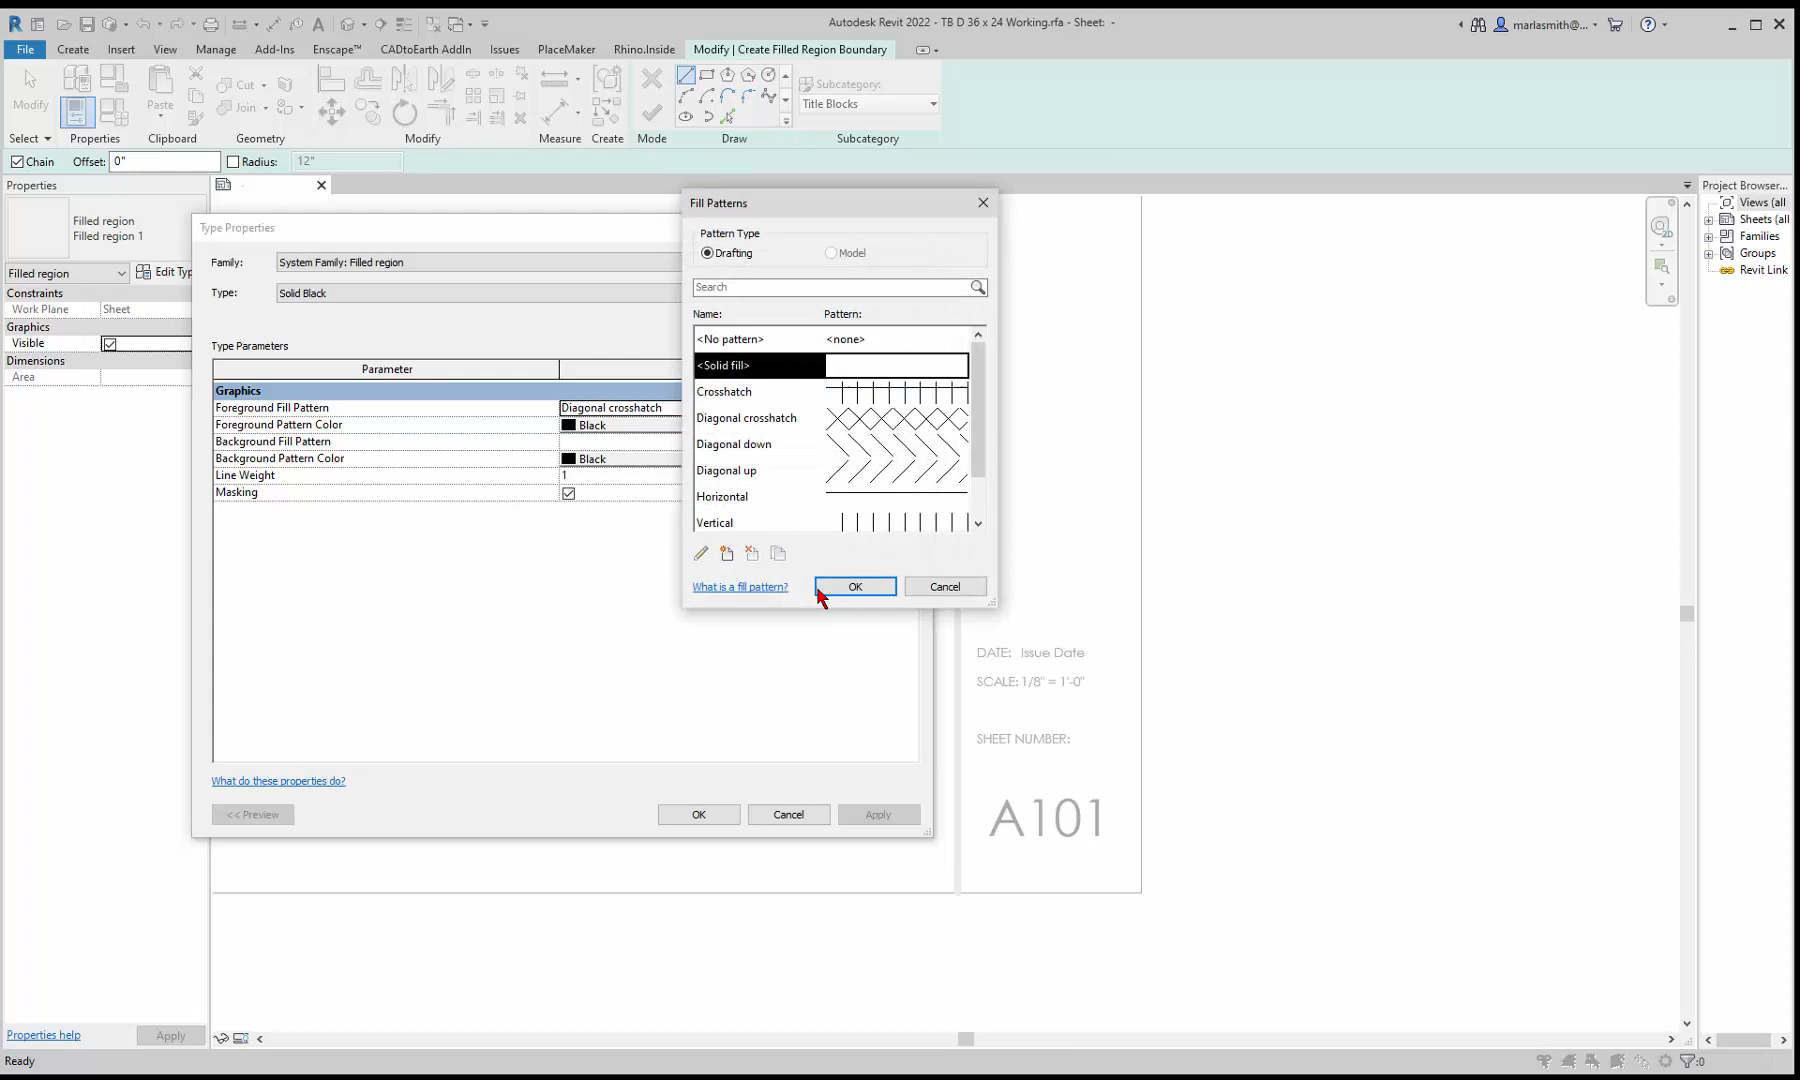 Autodesk Revit 2022 - TB D 36 x 24 Working.rfa - Sheet: -
marlasmith@...
File Create Insert View Manage Add-Ins Enscape™ CADtoEarth AddIn Issues PlaceMaker Rhino.Inside Modify | Create Filled Region Boundary
Modify
Paste
Cut
Join
Subcategory:
Title Blocks
Select Properties Clipboard Geometry Modify Measure Create Mode Draw Subcategory
Chain Offset: 0" Radius: 12"
Properties
Filled region
Filled region 1
Filled region
Edit Typ
Constraints
Work Plane Sheet
Graphics
Visible
Dimensions
Area
Properties help
Apply
Ready
Type Properties
Family: System Family: Filled region
Type: Solid Black
Type Parameters
Parameter
Graphics
Foreground Fill Pattern Diagonal crosshatch
Foreground Pattern Color Black
Background Fill Pattern
Background Pattern Color Black
Line Weight 1
Masking
What do these properties do?
<< Preview OK Cancel Apply
Fill Patterns
Pattern Type
Drafting Model
Search
Name: Pattern:
<No pattern> <none>
<Solid fill>
Crosshatch
Diagonal crosshatch
Diagonal down
Diagonal up
Horizontal
Vertical
What is a fill pattern? OK Cancel
DATE: Issue Date
SCALE: 1/8" = 1'-0"
SHEET NUMBER:
A101
Project Browser...
Views (all
Sheets (all
Families
Groups
Revit Link
2D
:0